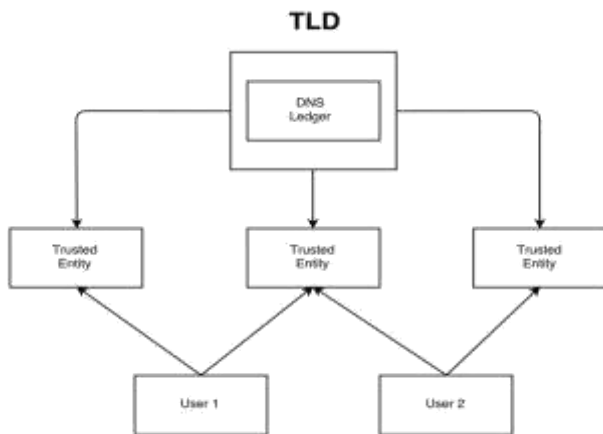 TLD
DNS
Ledger
Trusted
Entity
Trusted
Entity
Trusted
Entity
User 1
User 2